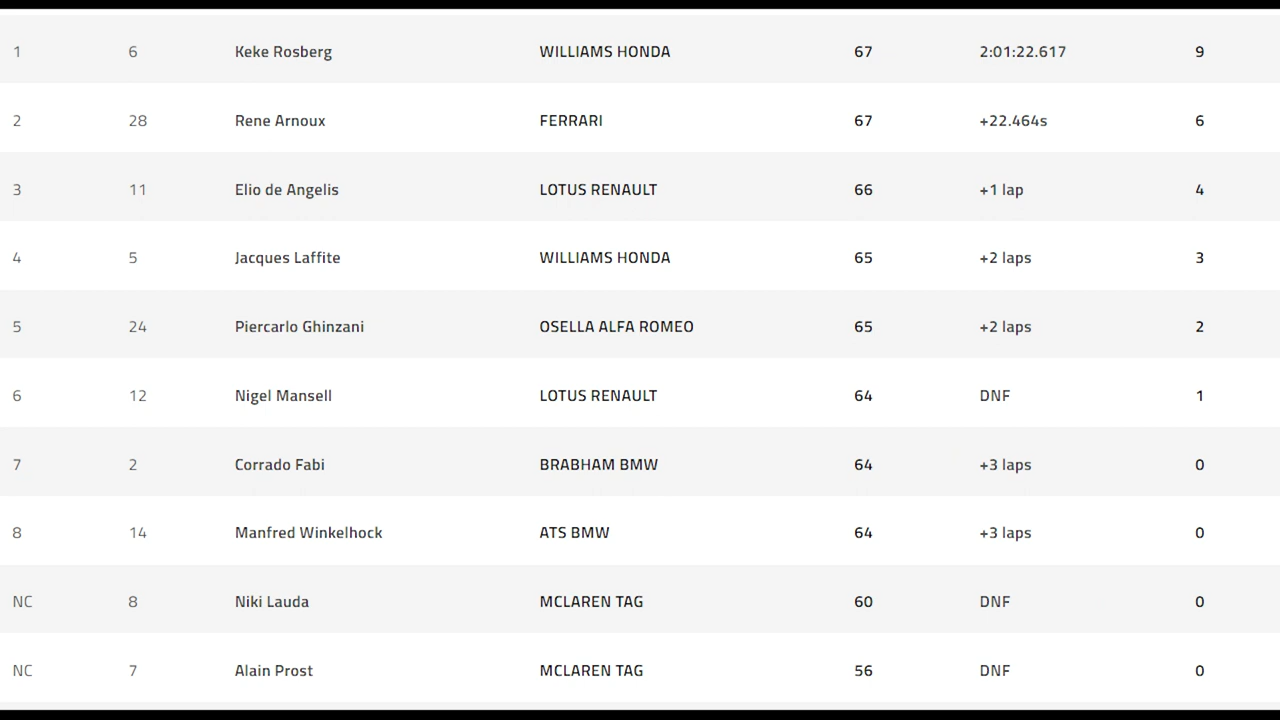 1 6 Keke Rosberg WILLIAMS HONDA 67 2:01:22.617 9
2 28 Rene Arnoux FERRARI 67 +22.464s 6
3 11 Elio de Angelis LOTUS RENAULT 66 +1 lap 4
4 5 Jacques Laffite WILLIAMS HONDA 65 +2 laps 3
5 24 Piercarlo Ghinzani OSELLA ALFA ROMEO 65 +2 laps 2
6 12 Nigel Mansell LOTUS RENAULT 64 DNF 1
7 2 Corrado Fabi BRABHAM BMW 64 +3 laps 0
8 14 Manfred Winkelhock ATS BMW 64 +3 laps 0
NC 8 Niki Lauda MCLAREN TAG 60 DNF 0
NC 7 Alain Prost MCLAREN TAG 56 DNF 0